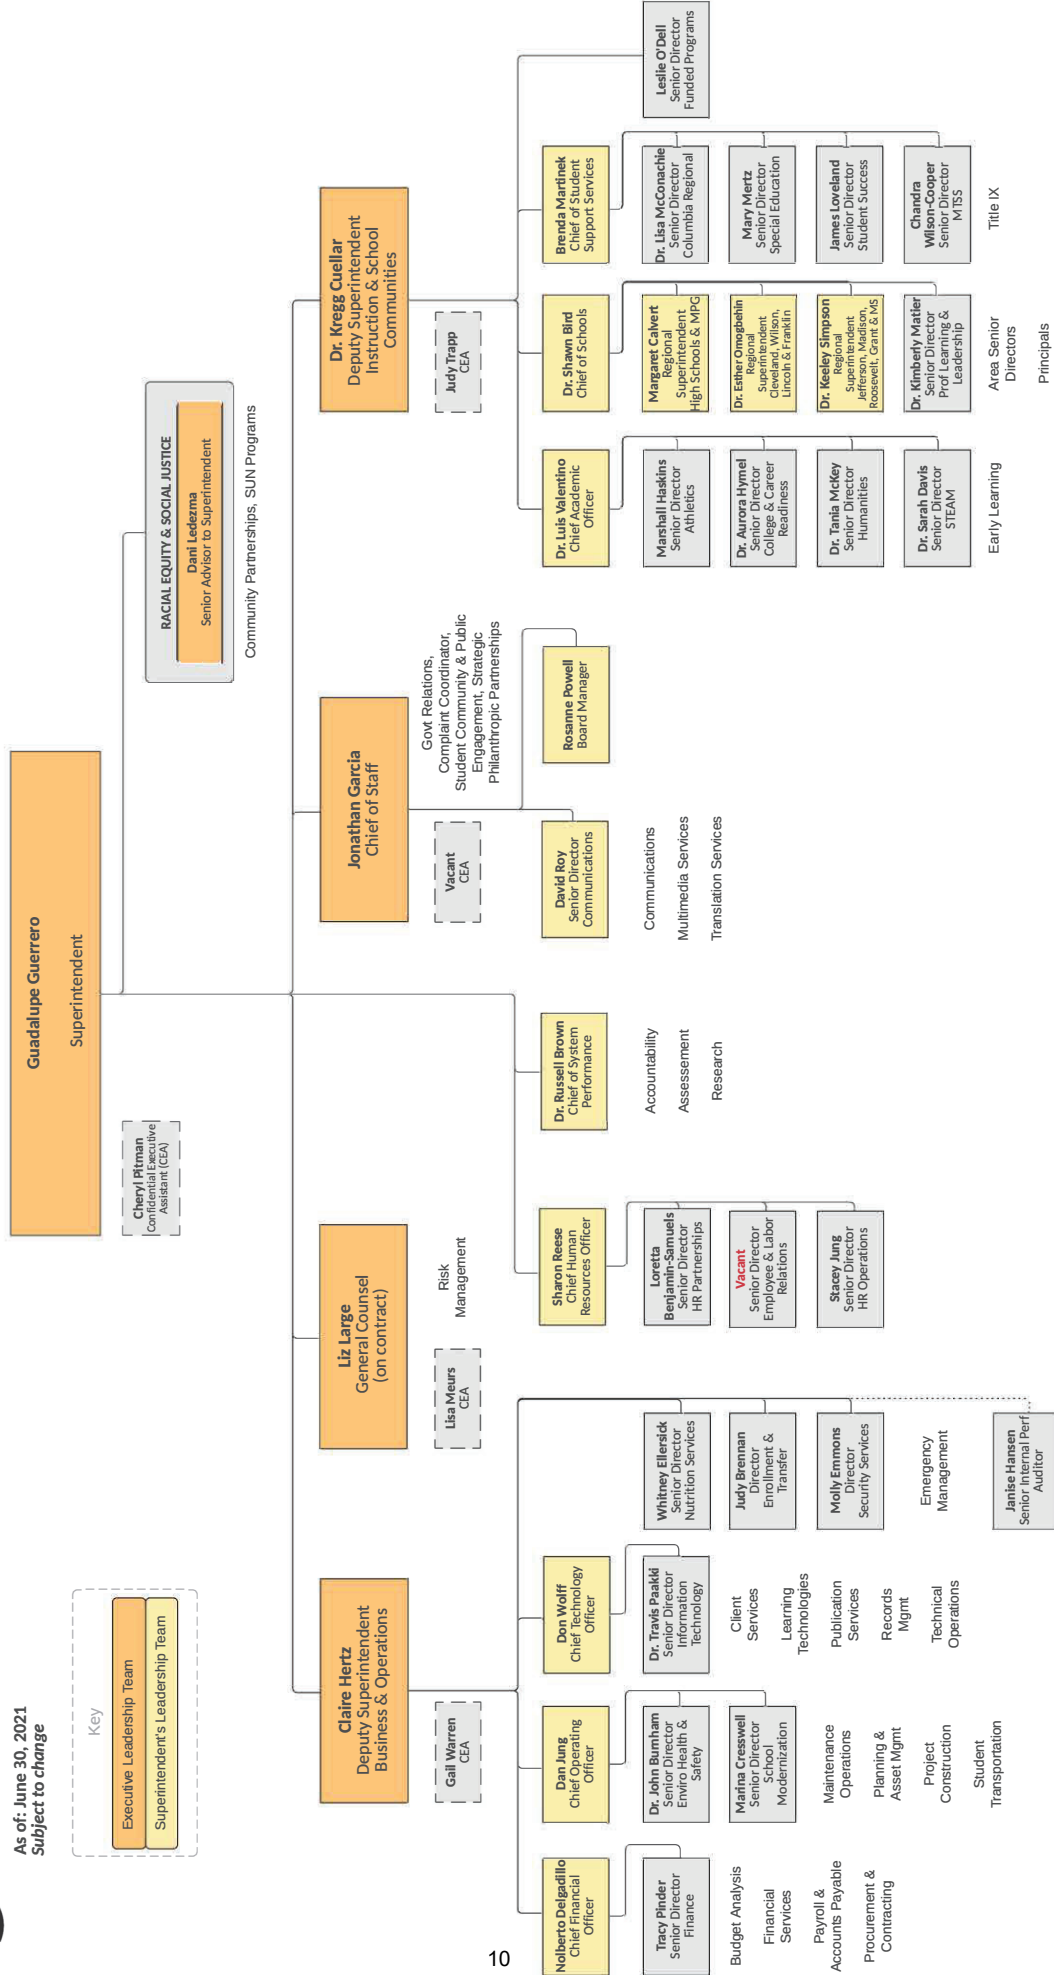 As of: June 30, 2021
Subject to change
Key
Executive Leadership Team
Superintendent's Leadership Team
Guadalupe Guerrero
Superintendent
Cheryl Pitman
Confidential Executive
Assistant (CEA)
RACIAL EQUITY & SOCIAL JUSTICE
Dani Ledezma
Senior Advisor to Superintendent
Community Partnerships, SUN Programs
Claire Hertz
Deputy Superintendent
Business & Operations
Gail Warren
CEA
Liz Large
General Counsel
(on contract)
Lisa Meurs
CEA
Risk
Management
Jonathan Garcia
Chief of Staff
Vacant
CEA
Govt Relations,
Complaint Coordinator,
Student Community & Public
Engagement, Strategic
Philanthropic Partnerships
Dr. Kregg Cuellar
Deputy Superintendent
Instruction & School
Communities
Judy Trapp
CEA
Nolberto Delgadillo
Chief Financial
Officer
Tracy Pinder
Senior Director
Finance
Budget Analysis
Financial
Services
Payroll &
Accounts Payable
Procurement &
Contracting
Dan Jung
Chief Operating
Officer
Dr. John Burnham
Senior Director
Enviro Health &
Safety
Marina Cresswell
Senior Director
School
Modernization
Maintenance
Operations
Planning &
Asset Mgmt
Project
Construction
Student
Transportation
Don Wolff
Chief Technology
Officer
Dr. Travis Paakki
Senior Director
Information
Technology
Client
Services
Learning
Technologies
Publication
Services
Records
Mgmt
Technical
Operations
Whitney Ellersick
Senior Director
Nutrition Services
Judy Brennan
Director
Enrollment &
Transfer
Molly Emmons
Director
Security Services
Emergency
Management
Janise Hansen
Senior Internal Perf
Auditor
Sharon Reese
Chief Human
Resources Officer
Loretta
Benjamin-Samuels
Senior Director
HR Partnerships
Vacant
Senior Director
Employee & Labor
Relations
Stacey Jung
Senior Director
HR Operations
Dr. Russell Brown
Chief of System
Performance
Accountability
Assessement
Research
David Roy
Senior Director
Communications
Communications
Multimedia Services
Translation Services
Rosanne Powell
Board Manager
Dr. Luis Valentino
Chief Academic
Officer
Marshall Haskins
Senior Director
Athletics
Dr. Aurora Hymel
Senior Director
College & Career
Readiness
Dr. Tania McKey
Senior Director
Humanities
Dr. Sarah Davis
Senior Director
STEAM
Early Learning
Dr. Shawn Bird
Chief of Schools
Margaret Calvert
Regional
Superintendent
High Schools & MPG
Dr. Esther Omogbehin
Regional
Superintendent
Cleveland, Wilson,
Lincoln & Franklin
Dr. Keeley Simpson
Regional
Superintendent
Jefferson, Madison,
Roosevelt, Grant & MS
Dr. Kimberly Matier
Senior Director
Prof Learning &
Leadership
Area Senior
Directors
Principals
Brenda Martinek
Chief of Student
Support Services
Dr. Lisa McConachie
Senior Director
Columbia Regional
Mary Mertz
Senior Director
Special Education
James Loveland
Senior Director
Student Success
Chandra
Wilson-Cooper
Senior Director
MTSS
Title IX
Leslie O'Dell
Senior Director
Funded Programs
10